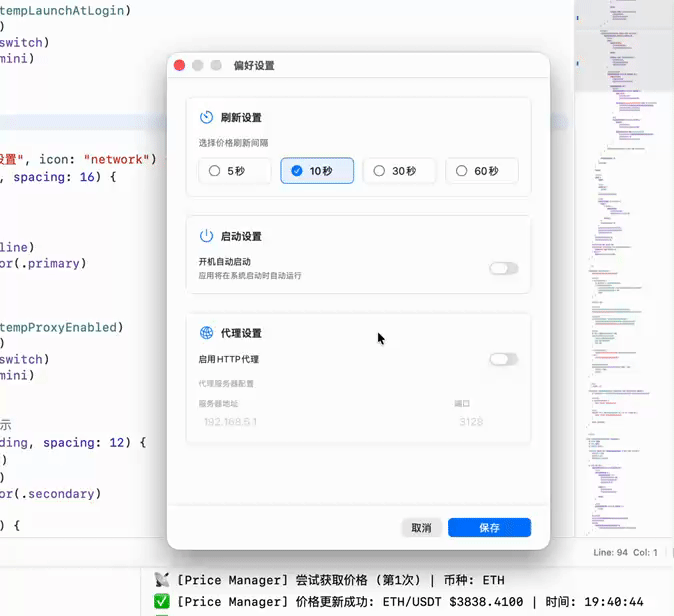 tempLaunchAtLogin)
)
switch)
mini)
偏好设置
刷新设置
选择价格刷新间隔
5秒
10秒
30秒
60秒
置", icon: "network")
, spacing: 16) {
启动设置
开机自动启动
应用将在系统启动时自动运行
line)
or(.primary)
tempProxyEnabled)
)
switch)
mini)
代理设置
启用HTTP代理
代理服务器配置
服务器地址
端口
192.168.5.1
3128
示
ding, spacing: 12) {
)
)
or(.secondary)
) {
取消
保存
Line: 94 Col: 1
[Price Manager] 尝试获取价格 (第1次) | 币种: ETH
[Price Manager] 价格更新成功: ETH/USDT $3838.4100 | 时间: 19:40:44